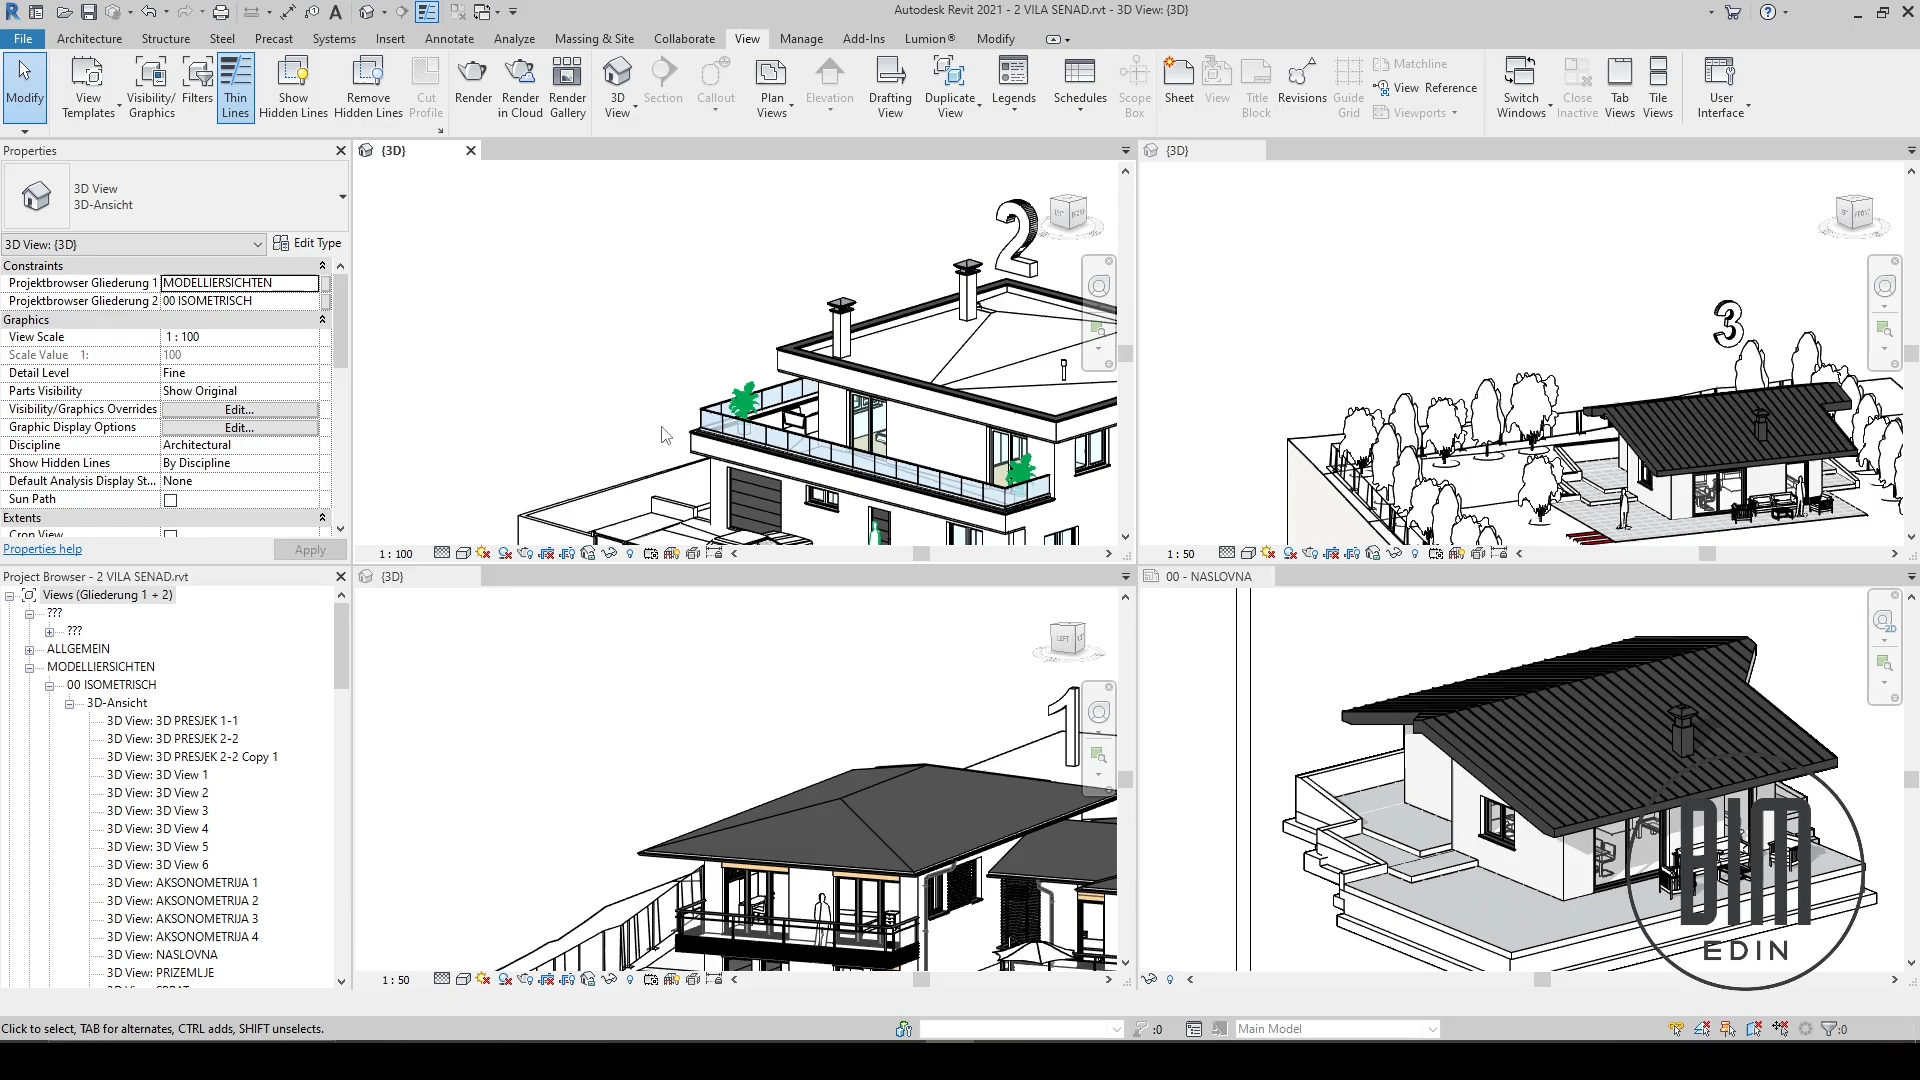 Autodesk Revit 2021 - 2 VILA SENAD.rvt - 3D View: {3D}
File Architecture Structure Steel Precast Systems Insert Annotate Analyze Massing & Site Collaborate View Manage Add-Ins Lumion® Modify
Modify
View Templates
Visibility/ Graphics
Filters
Thin Lines
Show Hidden Lines
Remove Hidden Lines
Cut Profile
Render
Render in Cloud
Render Gallery
3D View
Section
Callout
Plan Views
Elevation
Drafting View
Duplicate View
Legends
Schedules
Scope Box
Sheet
View
Title Block
Revisions
Guide Grid
Matchline
View Reference
Viewports
Switch Windows
Close Inactive
Tab Views
Tile Views
User Interface
Properties
3D View
3D-Ansicht
3D View: {3D}
Edit Type
Constraints
Projektbrowser Gliederung 1 MODELLIERSICHTEN
Projektbrowser Gliederung 2 00 ISOMETRISCH
Graphics
View Scale 1 : 100
Scale Value 1: 100
Detail Level Fine
Parts Visibility Show Original
Visibility/Graphics Overrides Edit...
Graphic Display Options Edit...
Discipline Architectural
Show Hidden Lines By Discipline
Default Analysis Display St... None
Sun Path
Extents
Crop View
Properties help
Apply
Project Browser - 2 VILA SENAD.rvt
Views (Gliederung 1 + 2)
???
???
ALLGEMEIN
MODELLIERSICHTEN
00 ISOMETRISCH
3D-Ansicht
3D View: 3D PRESJEK 1-1
3D View: 3D PRESJEK 2-2
3D View: 3D PRESJEK 2-2 Copy 1
3D View: 3D View 1
3D View: 3D View 2
3D View: 3D View 3
3D View: 3D View 4
3D View: 3D View 5
3D View: 3D View 6
3D View: AKSONOMETRIJA 1
3D View: AKSONOMETRIJA 2
3D View: AKSONOMETRIJA 3
3D View: AKSONOMETRIJA 4
3D View: NASLOVNA
3D View: PRIZEMLJE
{3D}
2
1 : 100
{3D}
3
1 : 50
{3D}
LEFT
1
1 : 50
00 - NASLOVNA
2D
BIM
EDIN
Click to select, TAB for alternates, CTRL adds, SHIFT unselects.
:0
Main Model
:0